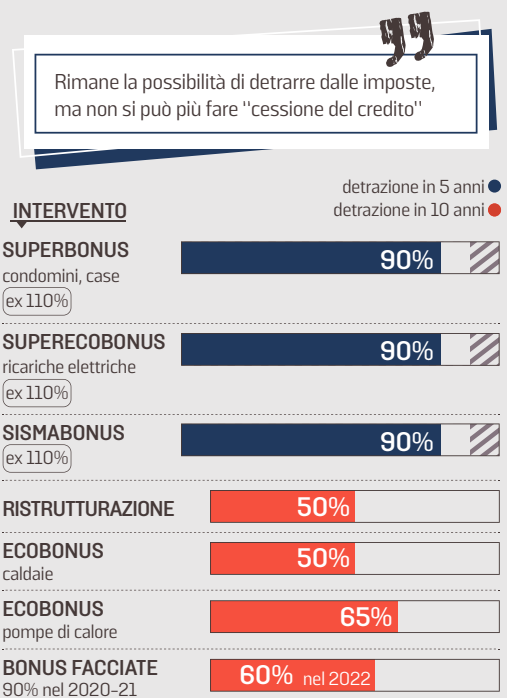 Rimane la possibilità di detrarre dalle imposte,
ma non si può più fare "cessione del credito"
detrazione in 5 anni
detrazione in 10 anni
INTERVENTO
SUPERBONUS
condomini, case
ex 110%
90%
SUPERECOBONUS
ricariche elettriche
ex 110%
90%
SISMABONUS
ex 110%
90%
RISTRUTTURAZIONE
50%
ECOBONUS
caldaie
50%
ECOBONUS
pompe di calore
65%
BONUS FACCIATE
90% nel 2020-21
60% nel 2022